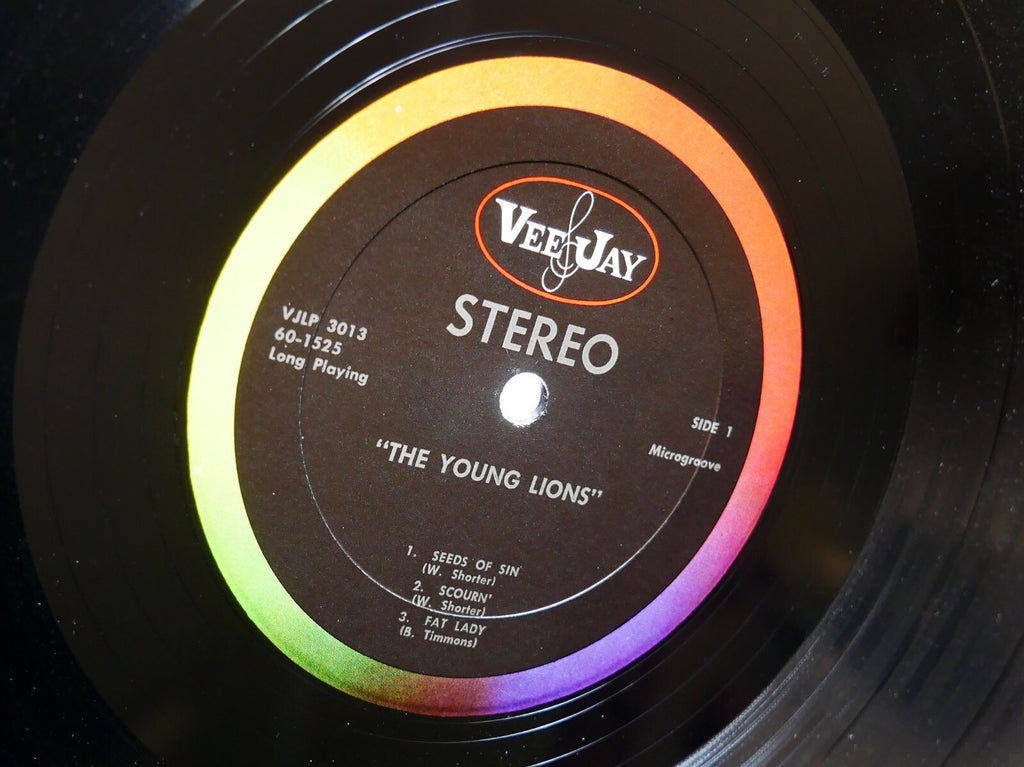 VEE JAY
STEREO
VJLP 3013
60-1525
Long Playing
SIDE 1
Microgroove
"THE YOUNG LIONS"
1. SEEDS OF SIN
(W. Shorter)
2. SCOURN'
(W. Shorter)
3. FAT LADY
(B. Timmons)